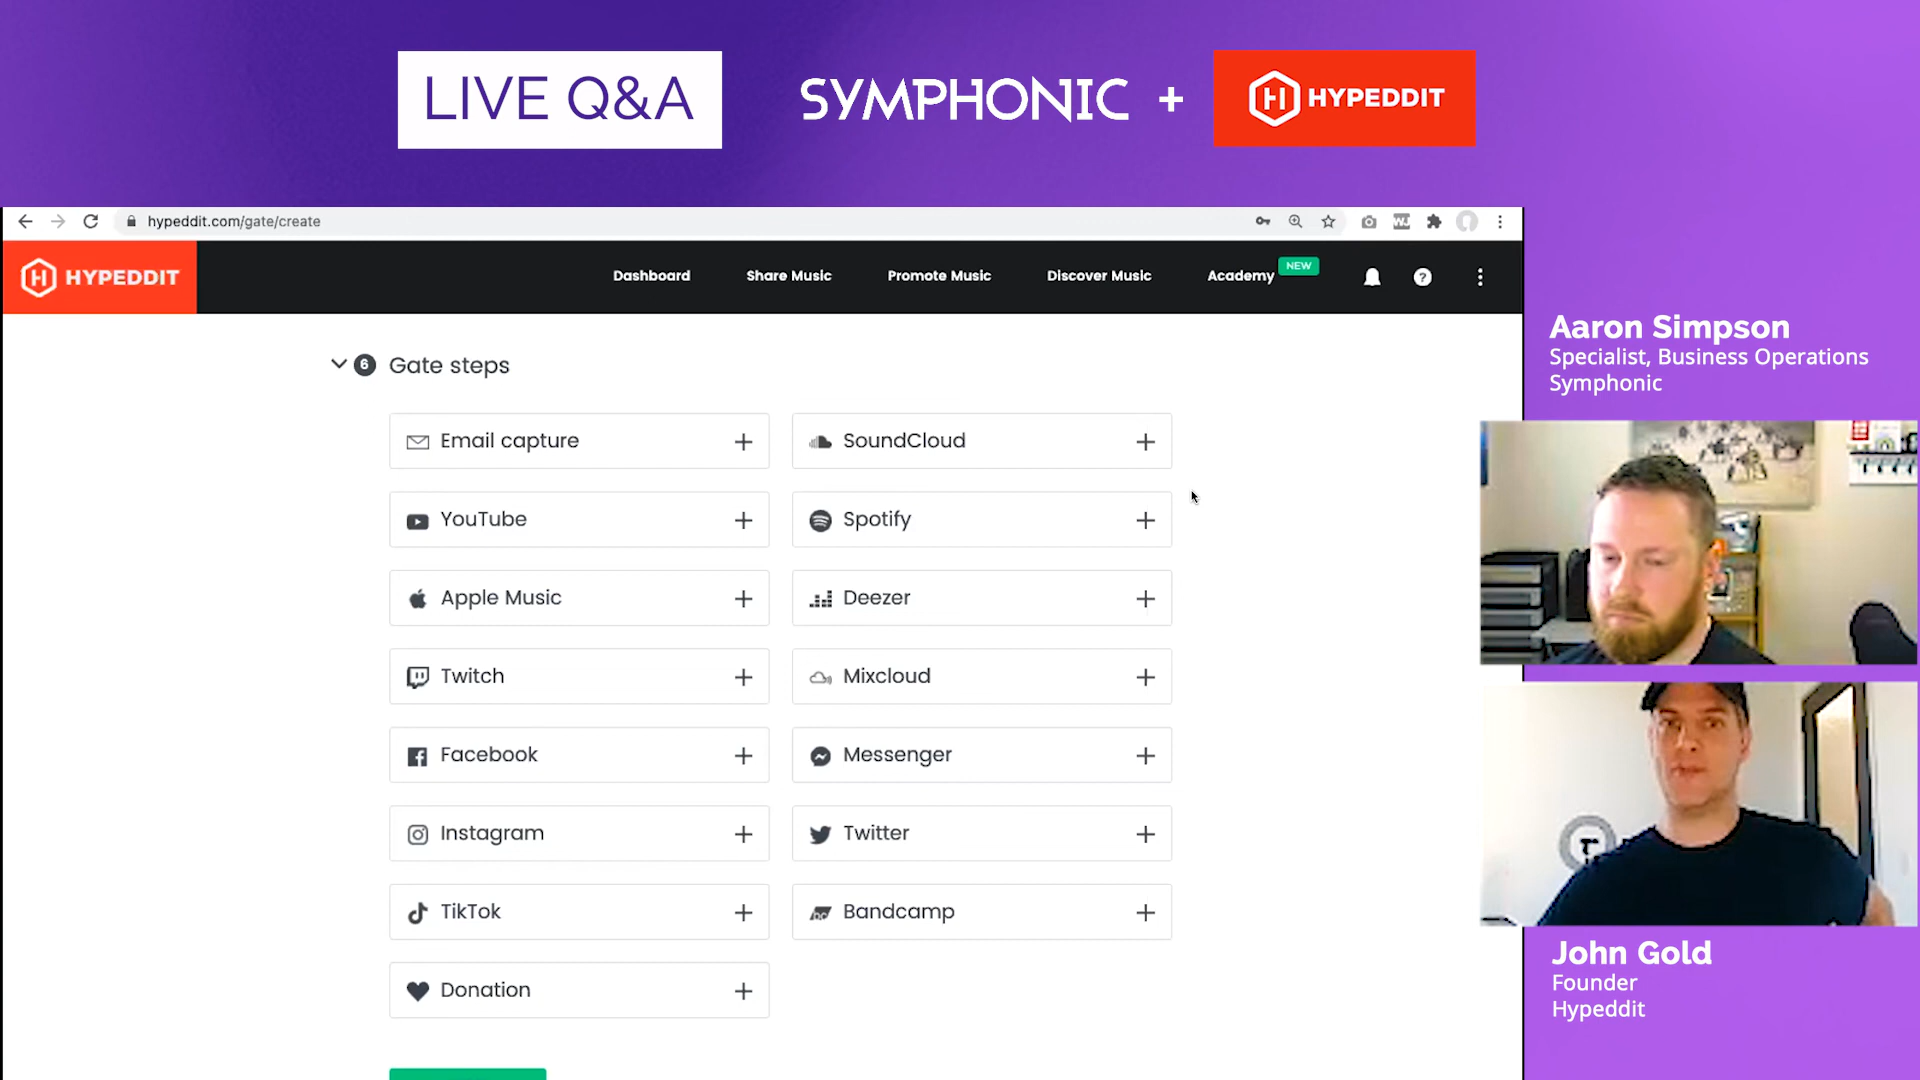 LIVE Q&A
SYMPHONIC + HYPEDDIT
hypeddit.com/gate/create
HYPEDDIT
Dashboard
Share Music
Promote Music
Discover Music
Academy
NEW
6 Gate steps
Email capture
SoundCloud
YouTube
Spotify
Apple Music
Deezer
Twitch
Mixcloud
Facebook
Messenger
Instagram
Twitter
TikTok
Bandcamp
Donation
Aaron Simpson
Specialist, Business Operations
Symphonic
John Gold
Founder
Hypeddit